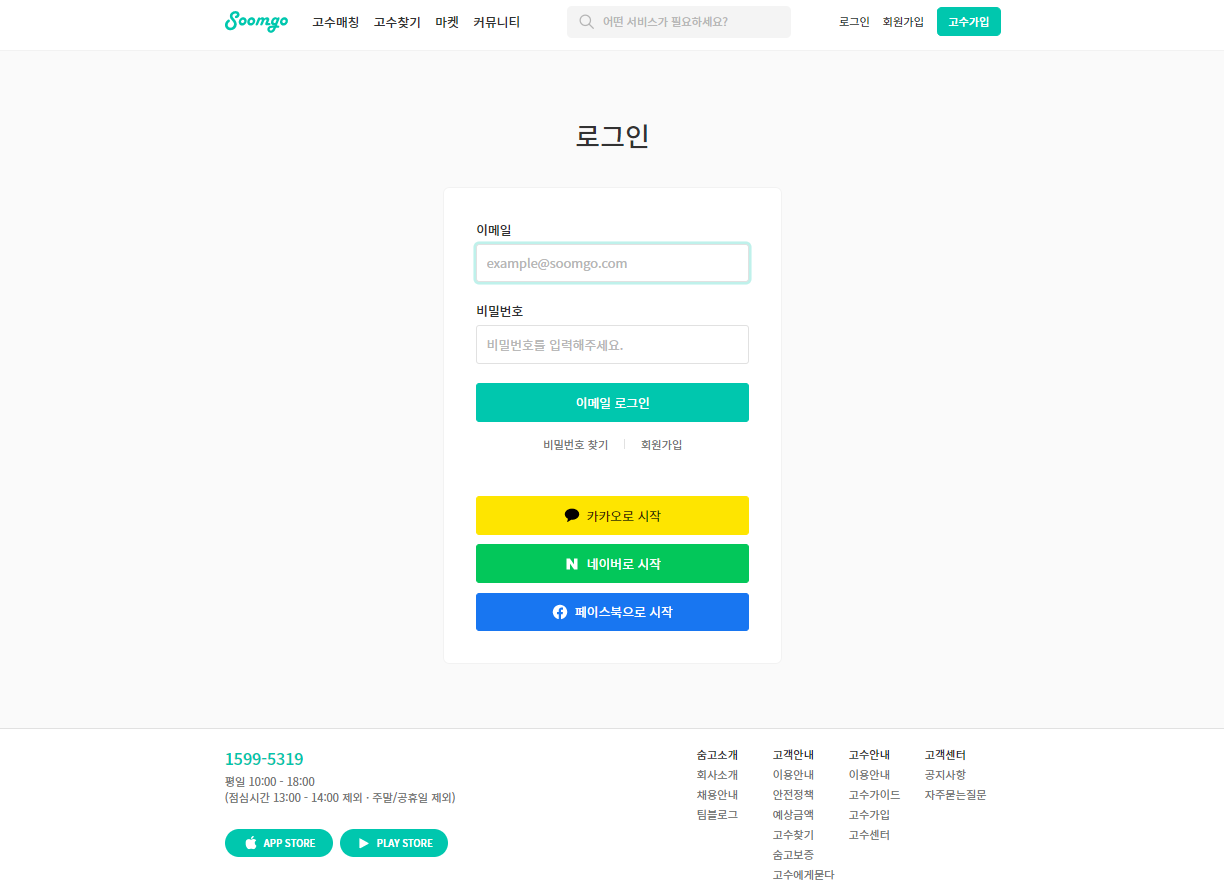 Soomgo 고수매칭 고수찾기 마켓 커뮤니티 어떤 서비스가 필요하세요? 로그인 회원가입 고수가입
로그인
이메일
example@soomgo.com
비밀번호
비밀번호를 입력해주세요.
이메일 로그인
비밀번호 찾기 회원가입
카카오로 시작
N 네이버로 시작
페이스북으로 시작
1599-5319
평일 10:00 - 18:00
(점심시간 13:00 - 14:00 제외 · 주말/공휴일 제외)
APP STORE PLAY STORE
숨고소개
회사소개
채용안내
팀블로그
고객안내
이용안내
안전정책
예상금액
고수찾기
숨고보증
고수에게묻다
고수안내
이용안내
고수가이드
고수가입
고수센터
고객센터
공지사항
자주묻는질문